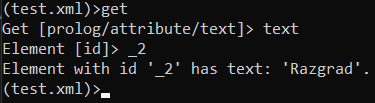 (test.xml)>get
Get [prolog/attribute/text]> text
Element [id]> _2
Element with id '_2' has text: 'Razgrad'.
(test.xml)>